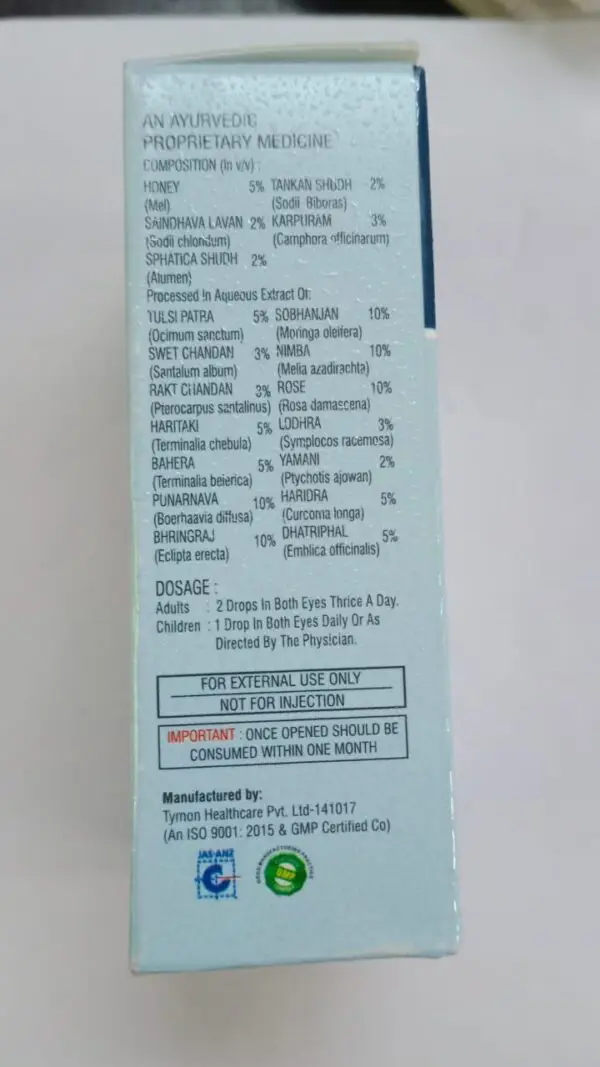 AN AYURVEDIC
PROPRIETARY MEDICINE
COMPOSITION (In v/v) :
HONEY 5% TANKAN SHUDH 2%
(Mel) (Sodii Biboras)
SAINDHAVA LAVAN 2% KARPURAM 3%
(Sodii chloridum) (Camphora officinarum)
SPHATICA SHUDH 2%
(Alumen)
Processed In Aqueous Extract Of:
TULSI PATRA 5% SOBHANJAN 10%
(Ocimum sanctum) (Moringa oleifera)
SWET CHANDAN 3% NIMBA 10%
(Santalum album) (Melia azadirachta)
RAKT CHANDAN 3% ROSE 10%
(Pterocarpus santalinus) (Rosa damascena)
HARITAKI 5% LODHRA 3%
(Terminalia chebula) (Symplocos racemosa)
BAHERA 5% YAMANI 2%
(Terminalia beierica) (Ptychotis ajowan)
PUNARNAVA 10% HARIDRA 5%
(Boerhaavia diffusa) (Curcoma longa)
BHRINGRAJ 10% DHATRIPHAL 5%
(Eclipta erecta) (Emblica officinalis)
DOSAGE :
Adults : 2 Drops In Both Eyes Thrice A Day.
Children : 1 Drop In Both Eyes Daily Or As
Directed By The Physician.
FOR EXTERNAL USE ONLY
NOT FOR INJECTION
IMPORTANT : ONCE OPENED SHOULD BE
CONSUMED WITHIN ONE MONTH
Manufactured by:
Tymon Healthcare Pvt. Ltd-141017
(An ISO 9001: 2015 & GMP Certified Co)
JAS-ANZ
GOOD MANUFACTURING PRACTICE
GMP